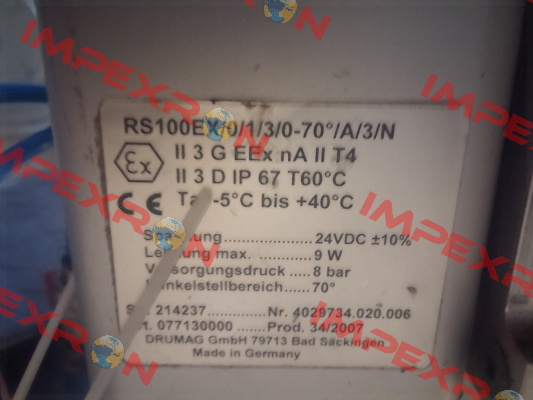 RS100EX/0/1/3/0-70°/A/3/N
II 3 G EEx nA II T4
II 3 D IP 67 T60°C
-5°C bis +40°C
24VDC ±10%
max. 9 W
8 bar
70°
214237 Nr. 4029734.020.006
077130000 Prod. 34/2007
DRUMAG GmbH 79713 Bad Säckingen
Made in Germany
IMPEXRON
IMPEXRON
IMPEXRON